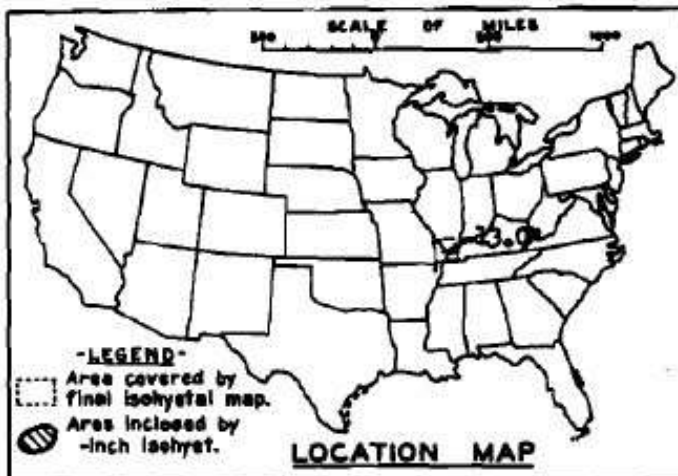 SCALE OF MILES
500 0 500 1000
-LEGEND-
Area covered by
final isohyetal map.
Area inclosed by
-inch isohyet.
LOCATION MAP